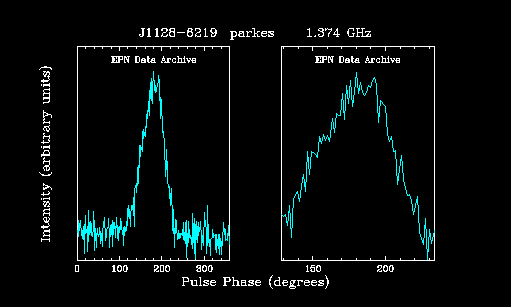 J1128-6219 parkes 1.374 GHz
EPN Data Archive EPN Data Archive
Intensity (arbitrary units)
0 100 200 300 150 200
Pulse Phase (degrees)